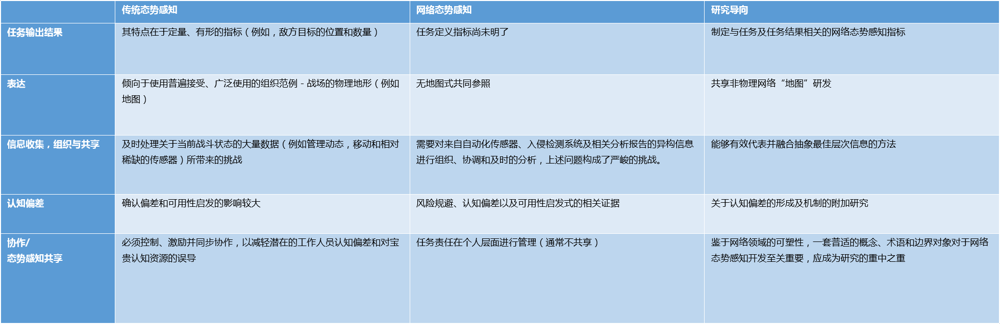 传统态势感知
网络态势感知
研究导向
任务输出结果
其特点在于定量、有形的指标（例如，敌方目标的位置和数量）
任务定义指标尚未明了
制定与任务及任务结果相关的网络态势感知指标
表达
倾向于使用普遍接受、广泛使用的组织范例 - 战场的物理地形（例如
地图）
无地图式共同参照
共享非物理网络“地图”研发
信息收集，组织与共享
及时处理关于当前战斗状态的大量数据（例如管理动态，移动和相对
稀缺的传感器）所带来的挑战
需要对来自自动化传感器、入侵检测系统及相关分析报告的异构信息
进行组织、协调和及时的分析，上述问题构成了严峻的挑战。
能够有效代表并融合抽象最佳层次信息的方法
认知偏差
确认偏差和可用性启发的影响较大
风险规避、认知偏差以及可用性启发式的相关证据
关于认知偏差的形成及机制的附加研究
协作/
态势感知共享
必须控制、激励并同步协作，以减轻潜在的工作人员认知偏差和对宝
贵认知资源的误导
任务责任在个人层面进行管理（通常不共享）
鉴于网络领域的可塑性，一套普适的概念、术语和边界对象对于网络
态势感知开发至关重要，应成为研究的重中之重